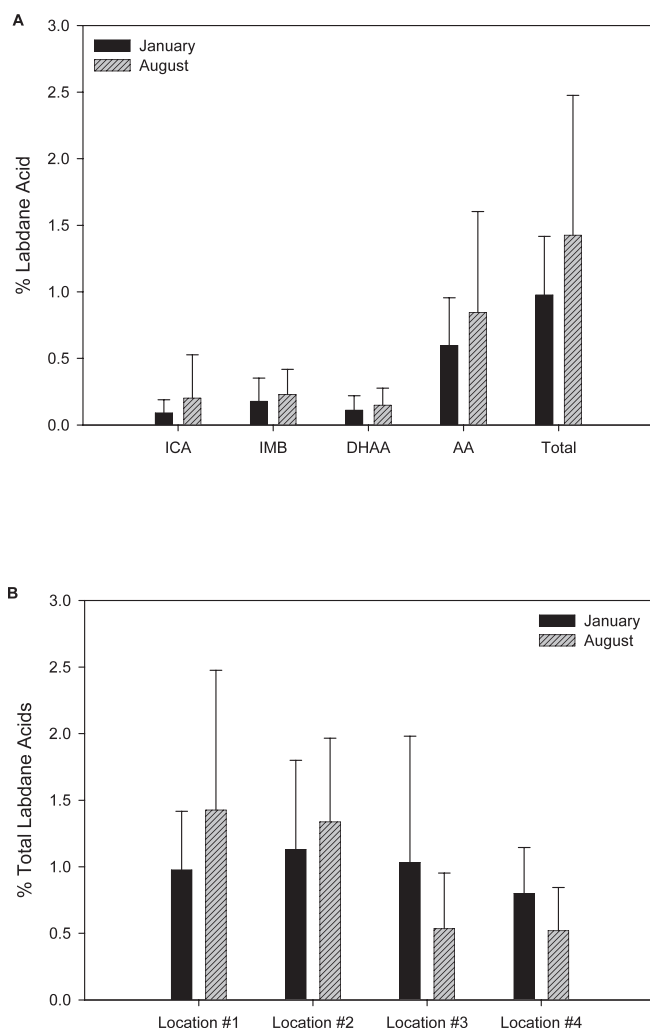 A
3.0
January
August
2.5
2.0
1.5
1.0
0.5
0.0
% Labdane Acid
ICA IMB DHAA AA Total
B
3.0
January
August
2.5
2.0
1.5
1.0
0.5
0.0
% Total Labdane Acids
Location #1 Location #2 Location #3 Location #4